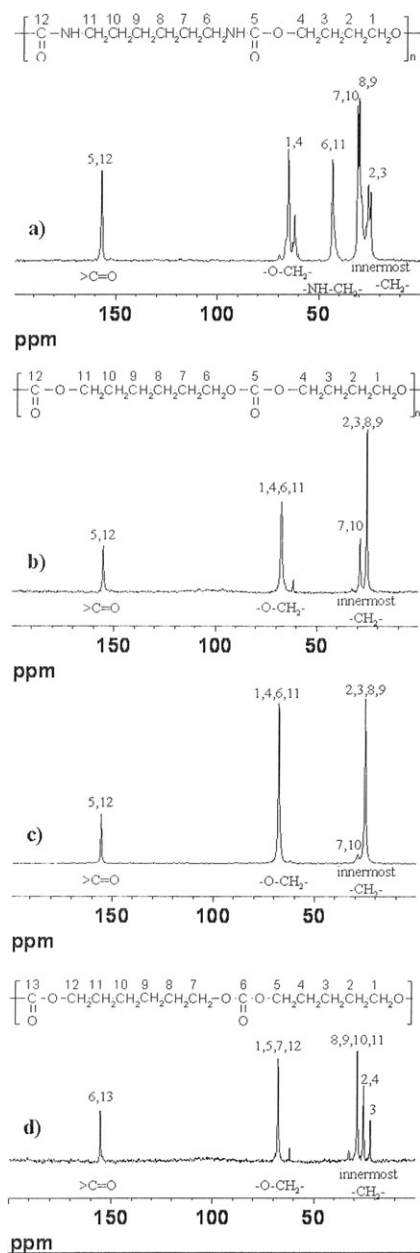 12 11 10 9 8 7 6 5 4 3 2 1
C-NH-CH₂CH₂CH₂CH₂CH₂CH₂NHC-O-CH₂CH₂CH₂CH₂O
O O n
8,9
7,10
5,12
1,4
6,11
2,3
a)
>C=O
-O-CH₂-
-NH-CH₂-
innermost
-CH₂-
150 100 50
ppm
12 11 10 9 8 7 6 5 4 3 2 1
C-O-CH₂CH₂CH₂CH₂CH₂CH₂O-C-O-CH₂CH₂CH₂CH₂O
O O n
2,3,8,9
1,4,6,11
7,10
5,12
b)
>C=O
-O-CH₂-
innermost
-CH₂-
150 100 50
ppm
1,4,6,11
2,3,8,9
5,12
7,10
c)
>C=O
-O-CH₂-
innermost
-CH₂-
150 100 50
ppm
13 12 11 10 9 8 7 6 5 4 3 2 1
C-O-CH₂CH₂CH₂CH₂CH₂CH₂-O-C-O-CH₂CH₂CH₂CH₂CH₂O
O O n
1,5,7,12
8,9,10,11
2,4
6,13
3
d)
>C=O
-O-CH₂-
innermost
-CH₂-
150 100 50
ppm